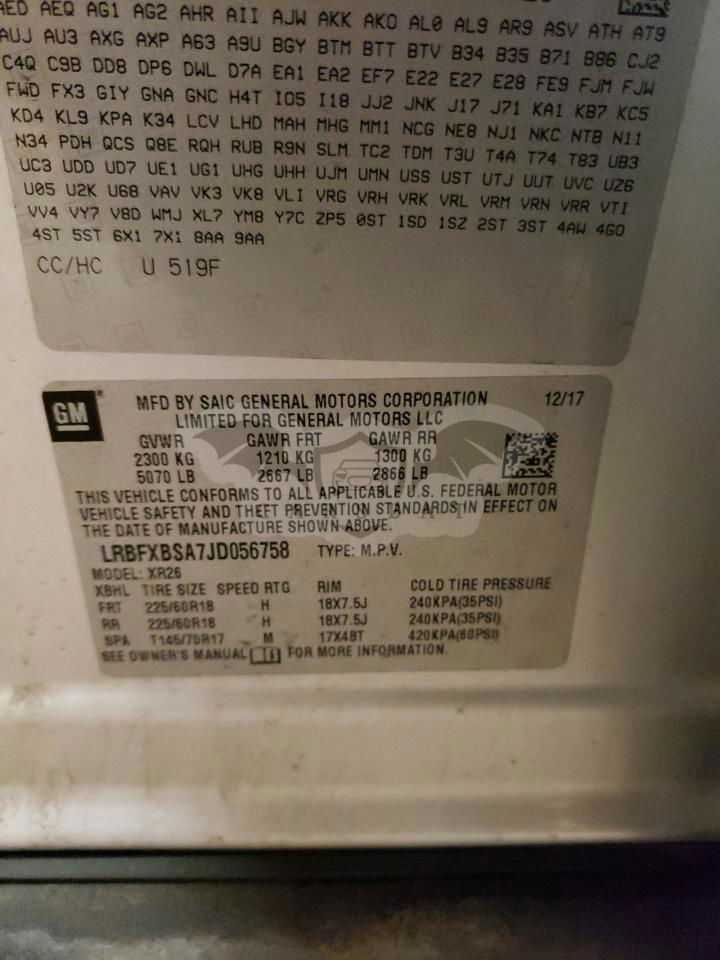 AED AEQ AG1 AG2 AHR AII AJW AKK AKO AL0 AL9 AR9 ASV ATH AT9
AUJ AU3 AXG AXP A63 A9U BGY BTM BTT BTV B34 B35 B71 B86 CJ2
C4Q C9B DD8 DP6 DWL D7A EA1 EA2 EF7 E22 E27 E28 FE9 FJM FJW
FWD FX3 GIY GNA GNC H4T IO5 I18 JJ2 JNK J17 J71 KA1 KB7 KC5
KD4 KL9 KPA K34 LCV LHD MAH MHG MM1 NCG NE8 NJ1 NKC NTB N11
N34 PDH QCS Q8E RQH RUB R9N SLM TC2 TDM T3U T4A T74 T83 UB3
UC3 UDD UD7 UE1 UG1 UHG UHH UJM UMN USS UST UTJ UUT UVC UZ6
U05 U2K U68 VAV VK3 VK8 VLI VRG VRH VRK VRL VRM VRN VRR VTI
VV4 VY7 V8D WMJ XL7 YM8 Y7C ZP5 0ST 1SD 1SZ 2ST 3ST 4AW 4GO
4ST 5ST 6X1 7X1 8AA 9AA
CC/HC U 519F
GM MFD BY SAIC GENERAL MOTORS CORPORATION 12/17
LIMITED FOR GENERAL MOTORS LLC
GVWR GAWR FRT GAWR RR
2300 KG 1210 KG 1300 KG
5070 LB 2667 LB 2866 LB
THIS VEHICLE CONFORMS TO ALL APPLICABLE U.S. FEDERAL MOTOR
VEHICLE SAFETY AND THEFT PREVENTION STANDARDS IN EFFECT ON
THE DATE OF MANUFACTURE SHOWN ABOVE.
LRBFXBSA7JD056758 TYPE: M.P.V.
MODEL: XR26
XBHL TIRE SIZE SPEED RTG RIM COLD TIRE PRESSURE
FRT 225/60R18 H 18X7.5J 240KPA(35PSI)
RR 225/60R18 H 18X7.5J 240KPA(35PSI)
SPA T145/70R17 M 17X4BT 420KPA(60PSI)
SEE OWNER'S MANUAL FOR MORE INFORMATION.